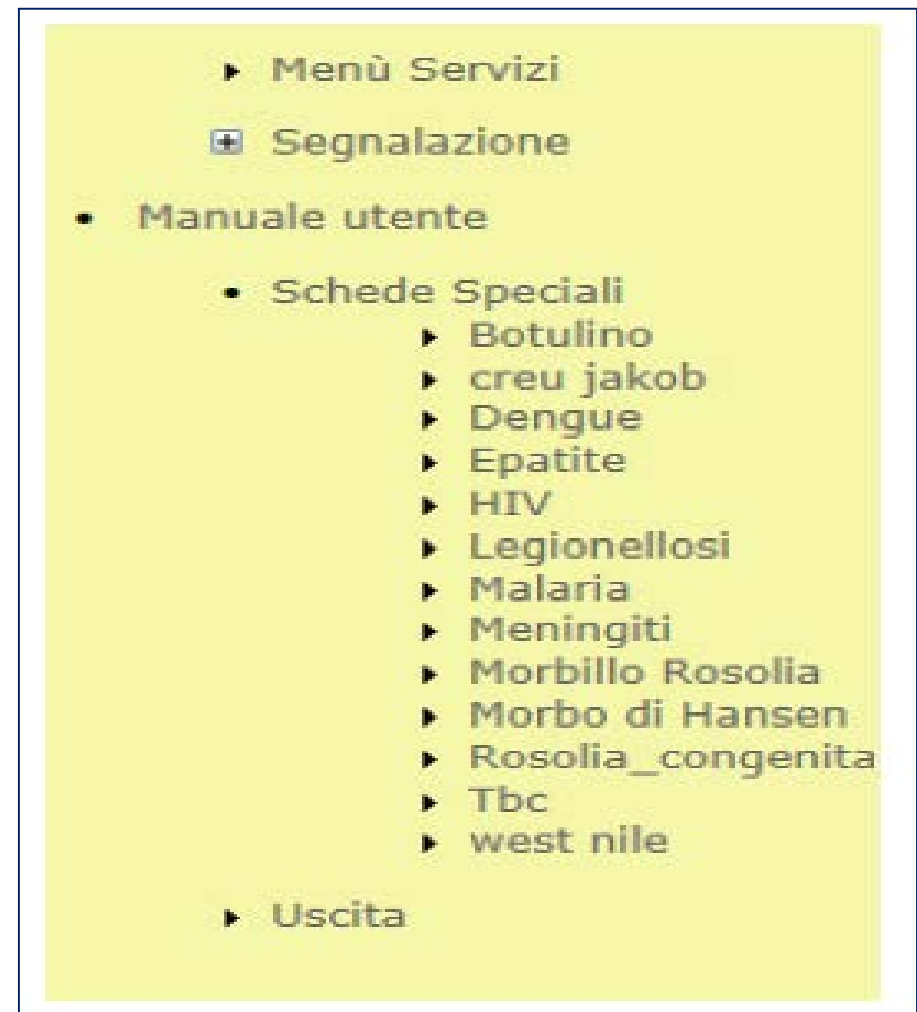 Menù Servizi
Segnalazione
Manuale utente
Schede Speciali
Botulino
creu jakob
Dengue
Epatite
HIV
Legionellosi
Malaria
Meningiti
Morbillo Rosolia
Morbo di Hansen
Rosolia_congenita
Tbc
west nile
Uscita